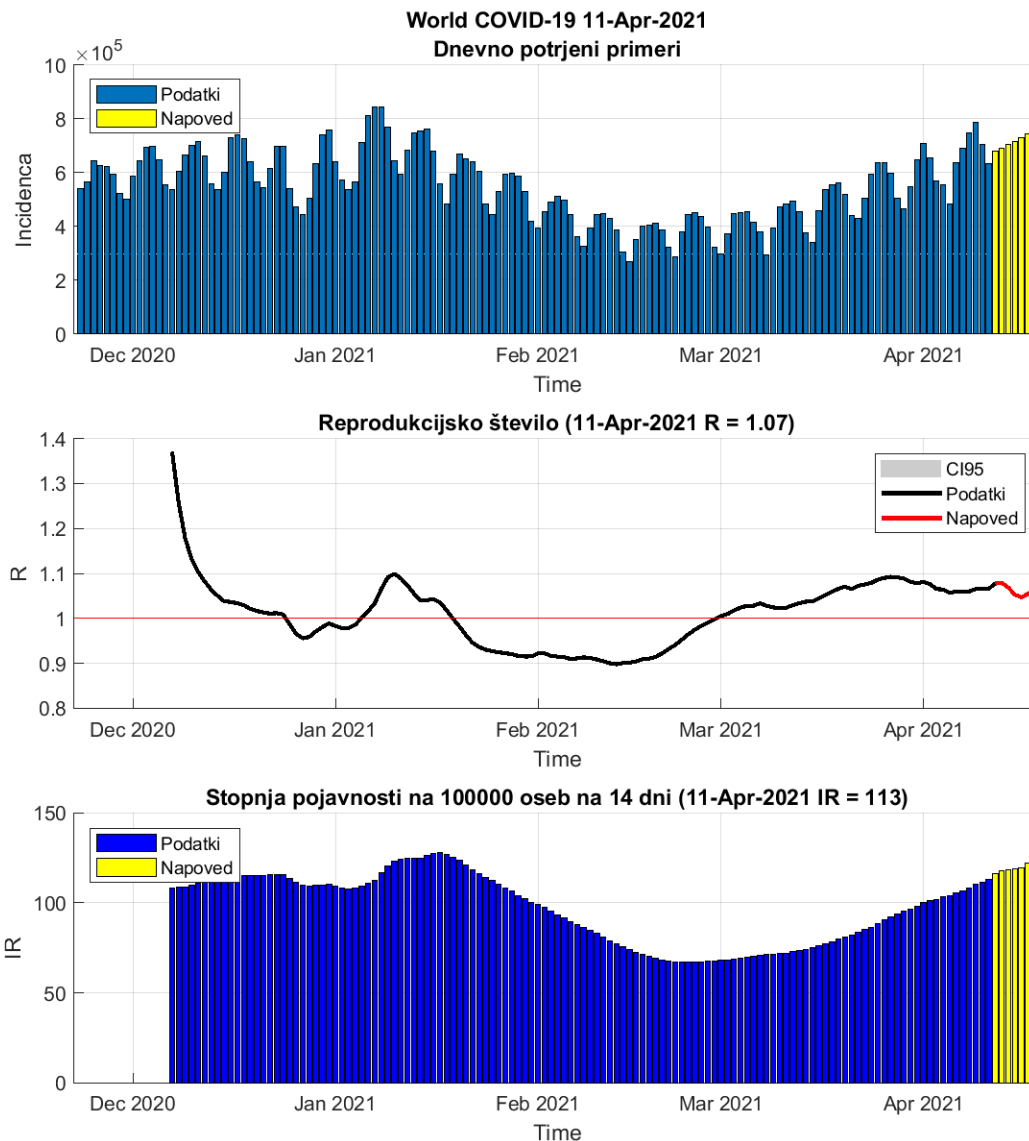 World COVID-19 11-Apr-2021
Dnevno potrjeni primeri
×10^5
10
8
6
4
2
0
Incidenca
Podatki
Napoved
Dec 2020
Jan 2021
Feb 2021
Mar 2021
Apr 2021
Time
Reprodukcijsko število (11-Apr-2021 R = 1.07)
1.4
1.3
1.2
1.1
1
0.9
0.8
R
CI95
Podatki
Napoved
Dec 2020
Jan 2021
Feb 2021
Mar 2021
Apr 2021
Time
Stopnja pojavnosti na 100000 oseb na 14 dni (11-Apr-2021 IR = 113)
150
100
50
0
IR
Podatki
Napoved
Dec 2020
Jan 2021
Feb 2021
Mar 2021
Apr 2021
Time